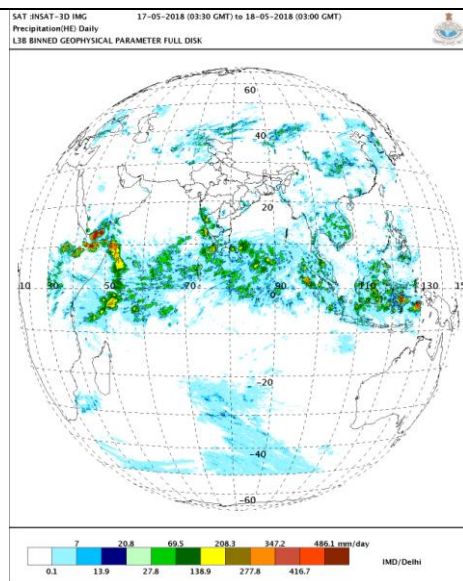 SAT :INSAT-3D IMG 17-05-2018 (03:30 GMT) to 18-05-2018 (03:00 GMT)
Precipitation(HE) Daily
L3B BINNED GEOPHYSICAL PARAMETER FULL DISK
60
40
20
10 30 50 70 90 110 130
0
-20
-40
-60
7 20.8 69.5 208.3 347.2 486.1 mm/day
0.1 13.9 27.8 138.9 277.8 416.7
IMD/Delhi